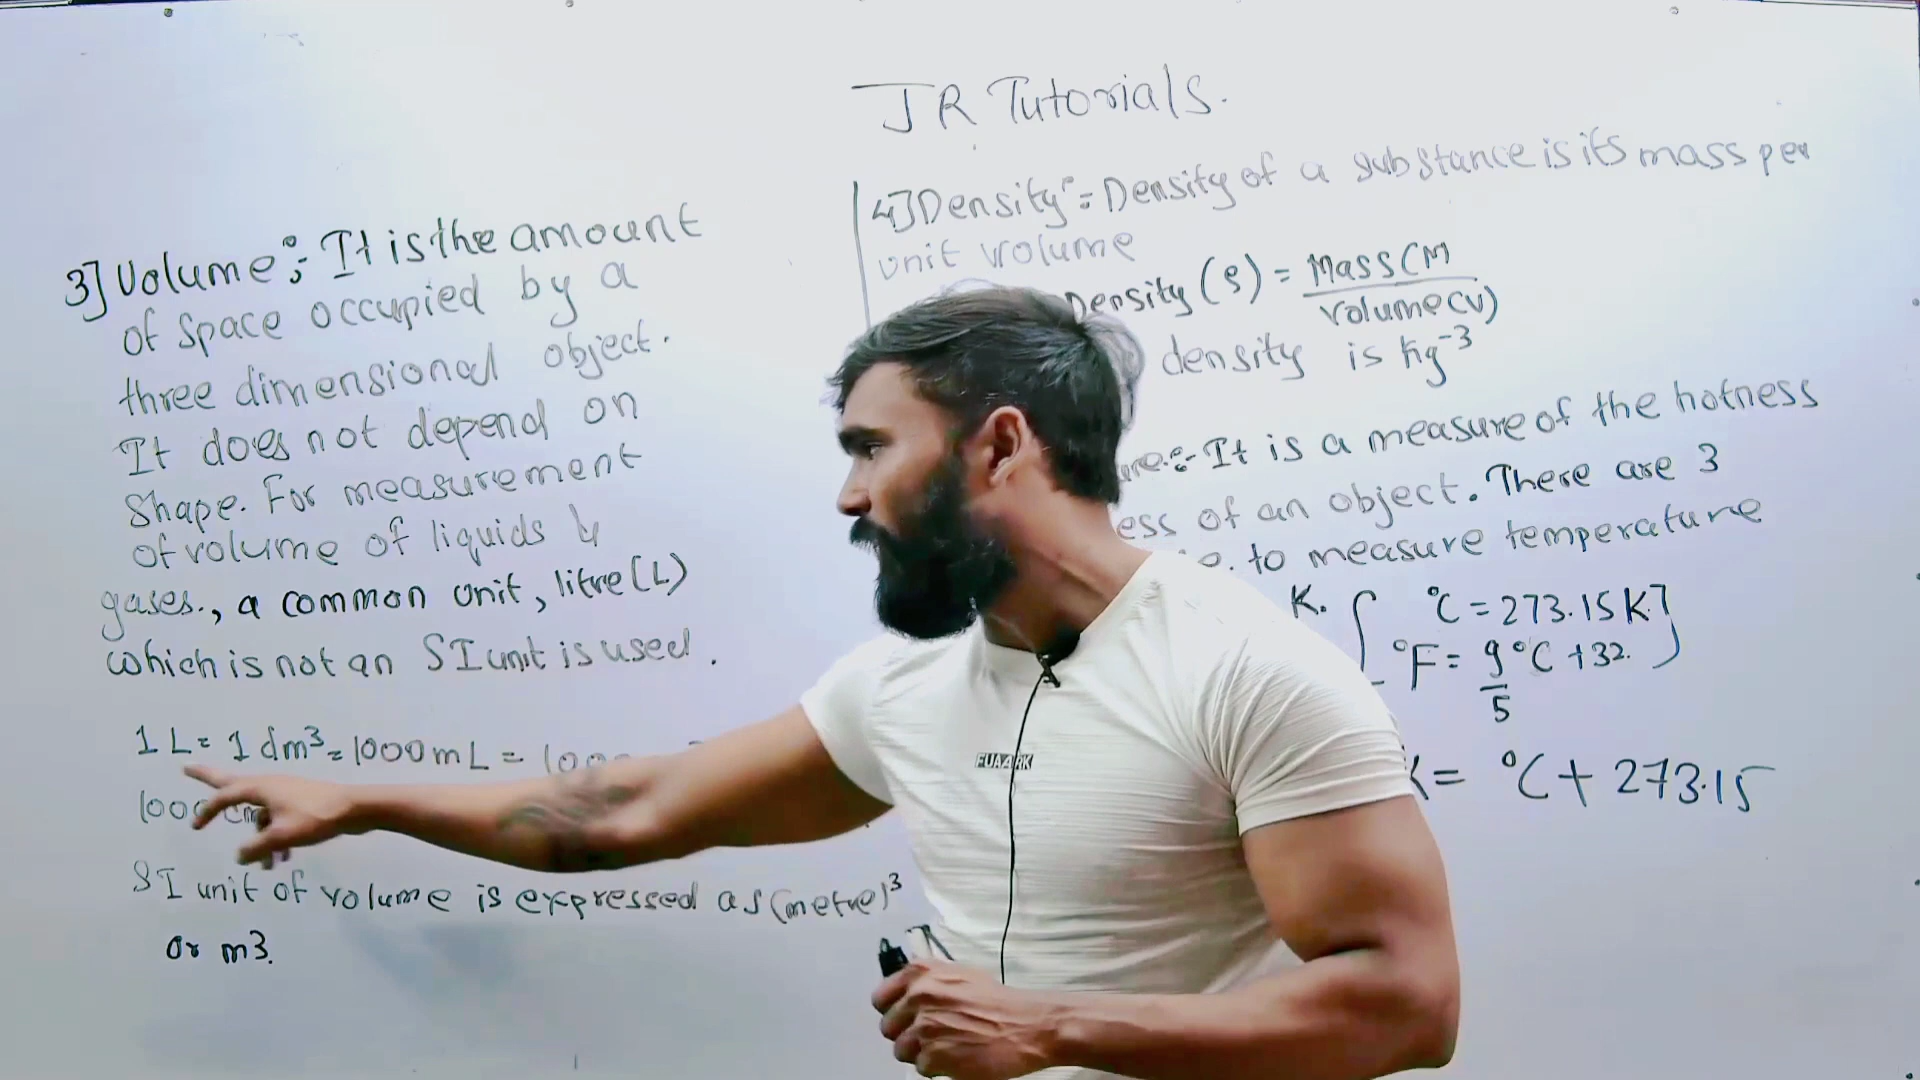 JR Tutorials.
3] Volume :- It is the amount
of space occupied by a
three dimensional object.
It does not depend on
shape. For measurement
of volume of liquids &
gases., a common unit, litre (L)
which is not an SI unit is used.
1 L = 1 dm³ = 1000 mL =
SI unit of volume is expressed as (metre)³
Or m3.
4] Density :- Density of a substance is its mass per
unit volume
Density (ρ) = Mass (M
Volume (v)
density is kg⁻³
It is a measure of the hotness
of an object. There are 3
to measure temperature
K. [ °C = 273.15 K ]
°F = 9/5 °C + 32.
K = °C + 273.15
FUAARK